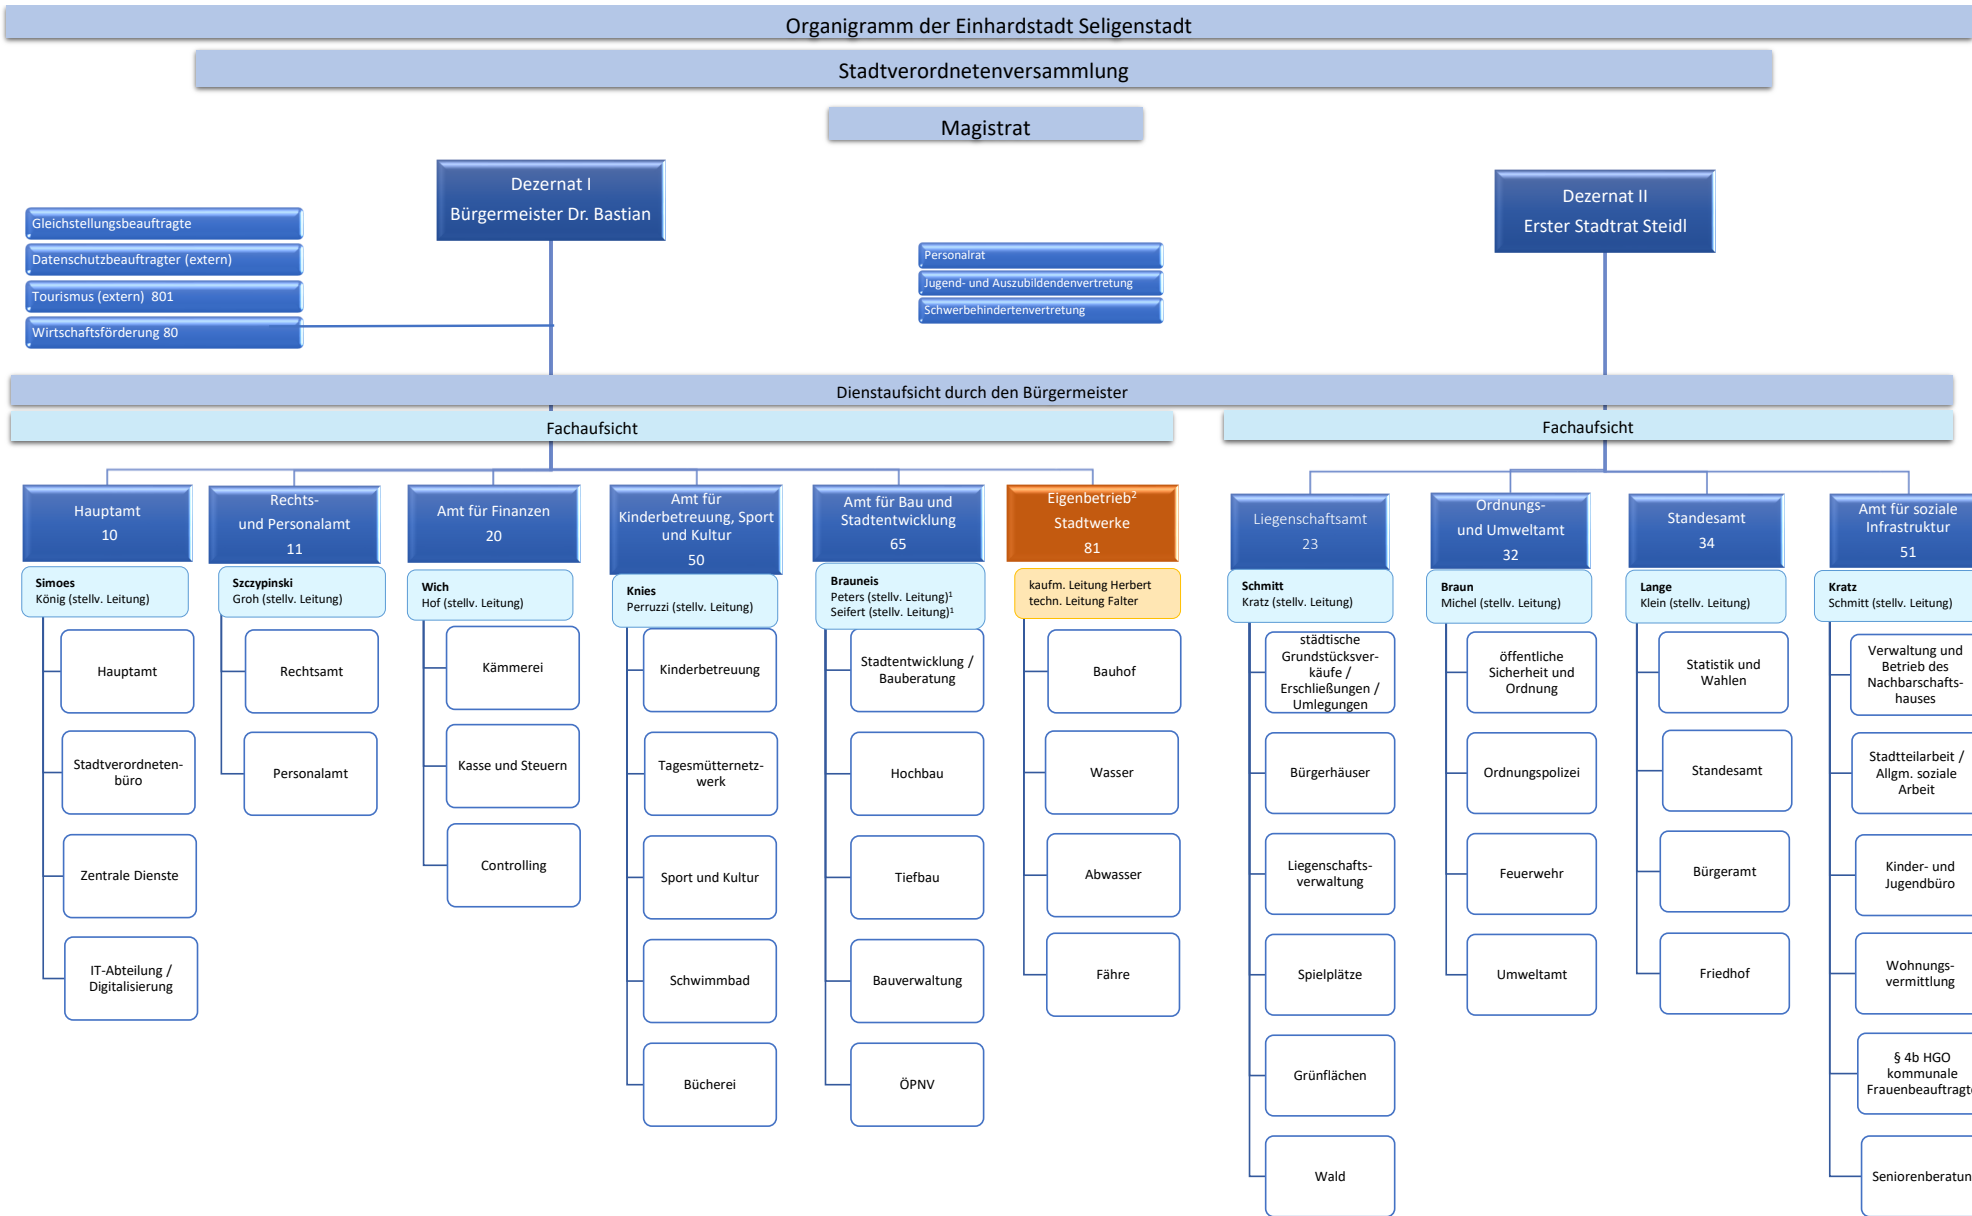 Organigramm der Einhardstadt Seligenstadt
Stadtverordnetenversammlung
Magistrat
Dezernat I
Bürgermeister Dr. Bastian
Dezernat II
Erster Stadtrat Steidl
Gleichstellungsbeauftragte
Datenschutzbeauftragter (extern)
Tourismus (extern) 801
Wirtschaftsförderung 80
Personalrat
Jugend- und Auszubildendenvertretung
Schwerbehindertenvertretung
Dienstaufsicht durch den Bürgermeister
Fachaufsicht
Fachaufsicht
Hauptamt
10
Simoes
König (stellv. Leitung)
Hauptamt
Stadtverordneten-
büro
Zentrale Dienste
IT-Abteilung /
Digitalisierung
Rechts-
und Personalamt
11
Szczypinski
Groh (stellv. Leitung)
Rechtsamt
Personalamt
Amt für Finanzen
20
Wich
Hof (stellv. Leitung)
Kämmerei
Kasse und Steuern
Controlling
Amt für
Kinderbetreuung, Sport
und Kultur
50
Knies
Perruzzi (stellv. Leitung)
Kinderbetreuung
Tagesmütternetz-
werk
Sport und Kultur
Schwimmbad
Bücherei
Amt für Bau und
Stadtentwicklung
65
Brauneis
Peters (stellv. Leitung)¹
Seifert (stellv. Leitung)¹
Stadtentwicklung /
Bauberatung
Hochbau
Tiefbau
Bauverwaltung
ÖPNV
Eigenbetrieb²
Stadtwerke
81
kaufm. Leitung Herbert
techn. Leitung Falter
Bauhof
Wasser
Abwasser
Fähre
Liegenschaftsamt
23
Schmitt
Kratz (stellv. Leitung)
städtische
Grundstücksver-
käufe /
Erschließungen /
Umlegungen
Bürgerhäuser
Liegenschafts-
verwaltung
Spielplätze
Grünflächen
Wald
Ordnungs-
und Umweltamt
32
Braun
Michel (stellv. Leitung)
öffentliche
Sicherheit und
Ordnung
Ordnungspolizei
Feuerwehr
Umweltamt
Standesamt
34
Lange
Klein (stellv. Leitung)
Statistik und
Wahlen
Standesamt
Bürgeramt
Friedhof
Amt für soziale
Infrastruktur
51
Kratz
Schmitt (stellv. Leitung)
Verwaltung und
Betrieb des
Nachbarschafts-
hauses
Stadtteilarbeit /
Allgm. soziale
Arbeit
Kinder- und
Jugendbüro
Wohnungs-
vermittlung
§ 4b HGO
kommunale
Frauenbeauftragte
Seniorenberatun